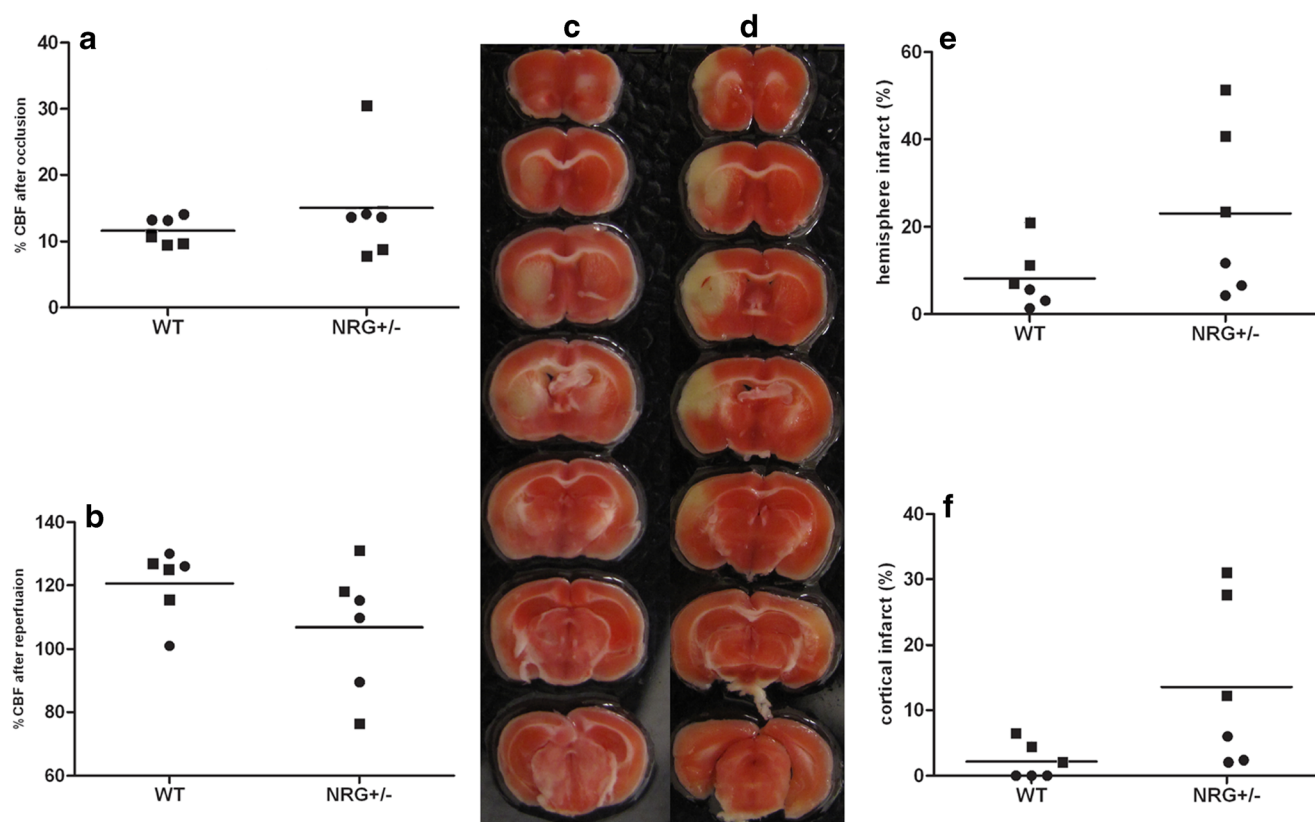 a
40
30
20
10
0
% CBF after occlusion
WT NRG+/-
b
140
120
100
80
60
% CBF after reperfuaion
WT NRG+/-
c d
e
60
40
20
0
hemisphere infarct (%)
WT NRG+/-
f
40
30
20
10
0
cortical infarct (%)
WT NRG+/-